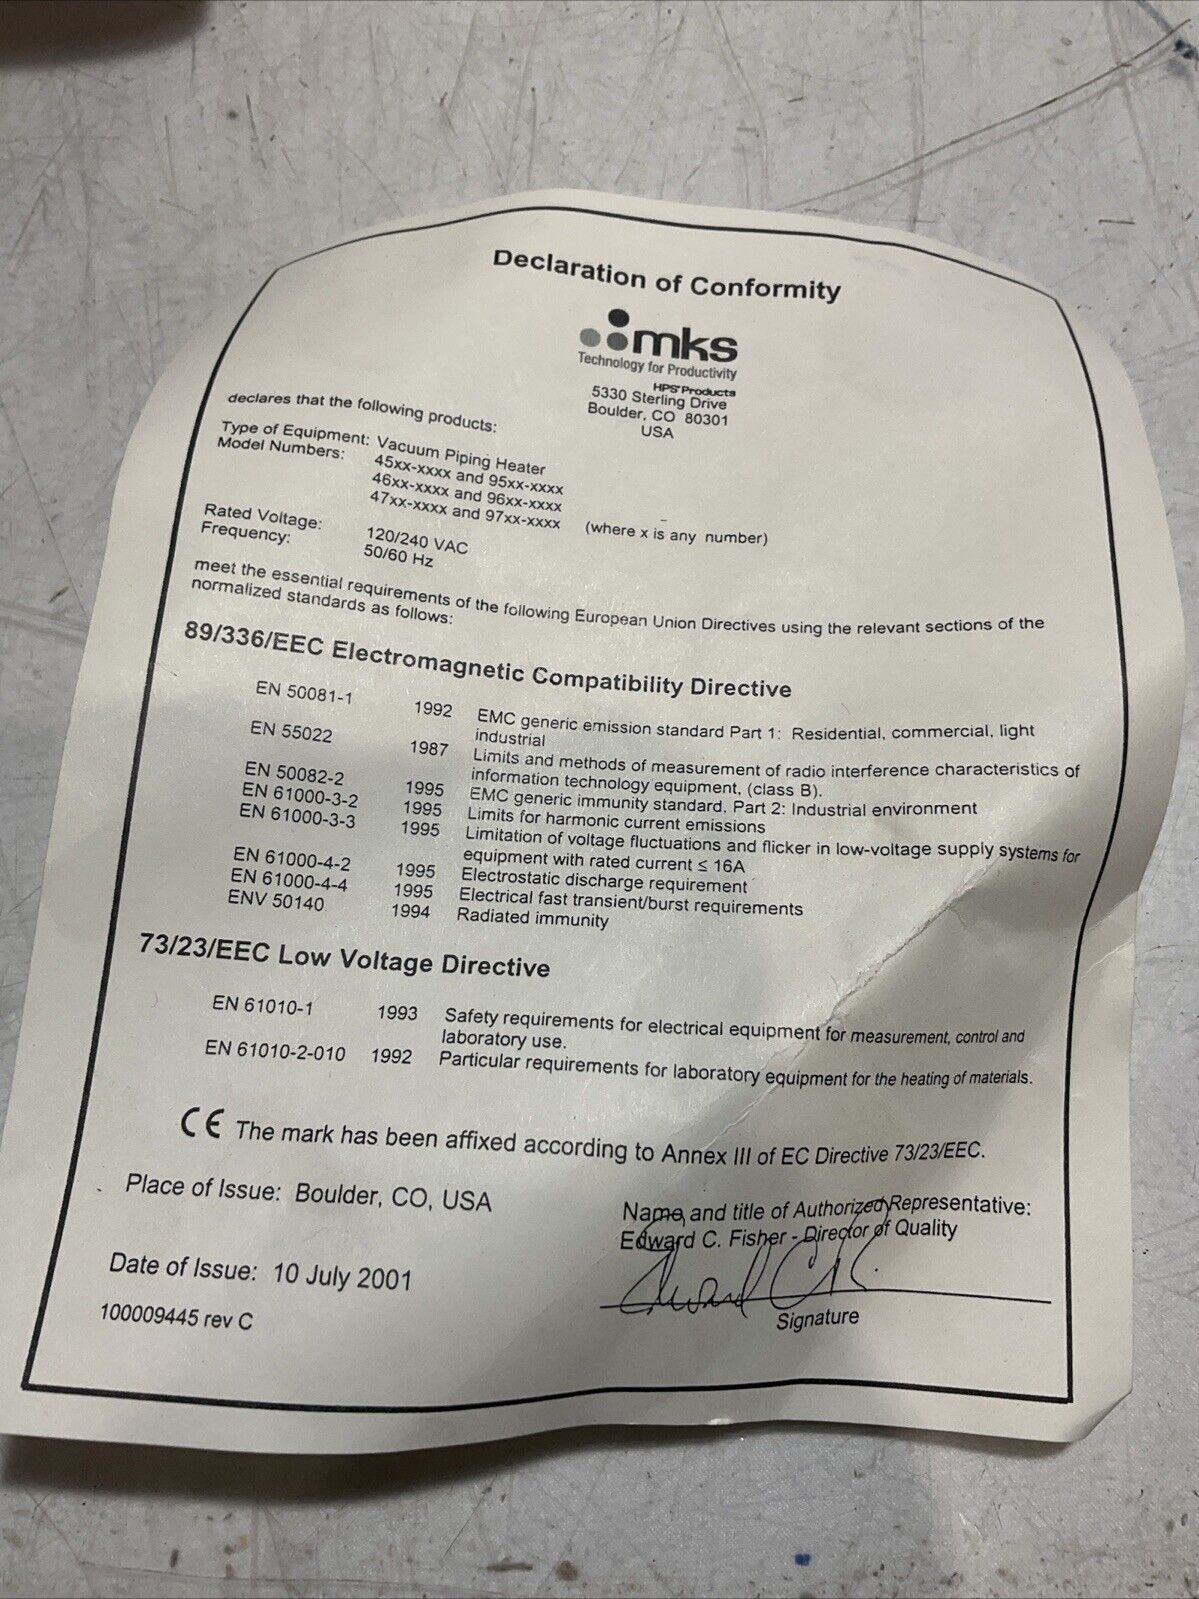 Declaration of Conformity
mks
Technology for Productivity
HPS® Products
5330 Sterling Drive
Boulder, CO 80301
USA
declares that the following products:
Type of Equipment: Vacuum Piping Heater
Model Numbers: 45xx-xxxx and 95xx-xxxx
46xx-xxxx and 96xx-xxxx
47xx-xxxx and 97xx-xxxx (where x is any number)
Rated Voltage: 120/240 VAC
Frequency: 50/60 Hz
meet the essential requirements of the following European Union Directives using the relevant sections of the
normalized standards as follows:
89/336/EEC Electromagnetic Compatibility Directive
EN 50081-1 1992 EMC generic emission standard Part 1: Residential, commercial, light
industrial
EN 55022 1987 Limits and methods of measurement of radio interference characteristics of
information technology equipment, (class B).
EN 50082-2 1995 EMC generic immunity standard. Part 2: Industrial environment
EN 61000-3-2 1995 Limits for harmonic current emissions
EN 61000-3-3 1995 Limitation of voltage fluctuations and flicker in low-voltage supply systems for
equipment with rated current ≤ 16A
EN 61000-4-2 1995 Electrostatic discharge requirement
EN 61000-4-4 1995 Electrical fast transient/burst requirements
ENV 50140 1994 Radiated immunity
73/23/EEC Low Voltage Directive
EN 61010-1 1993 Safety requirements for electrical equipment for measurement, control and
laboratory use.
EN 61010-2-010 1992 Particular requirements for laboratory equipment for the heating of materials.
CE The mark has been affixed according to Annex III of EC Directive 73/23/EEC.
Place of Issue: Boulder, CO, USA
Name and title of Authorized Representative:
Edward C. Fisher - Director of Quality
Date of Issue: 10 July 2001
Signature
100009445 rev C